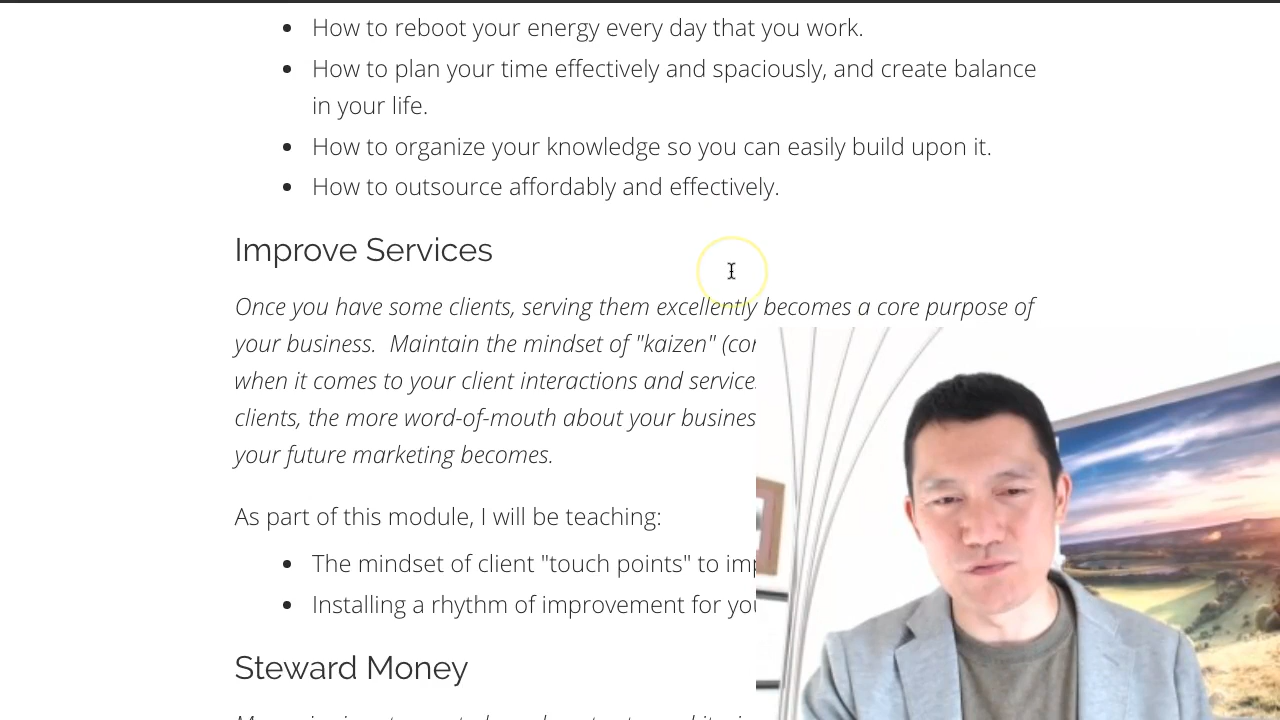 How to reboot your energy every day that you work.
How to plan your time effectively and spaciously, and create balance
in your life.
How to organize your knowledge so you can easily build upon it.
How to outsource affordably and effectively.
Improve Services
Once you have some clients, serving them excellently becomes a core purpose of
your business. Maintain the mindset of "kaizen"
when it comes to your client interactions and
clients, the more word-of-mouth about your
your future marketing becomes.
As part of this module, I will be teaching:
The mindset of client "touch points" to
Installing a rhythm of improvement for
Steward Money